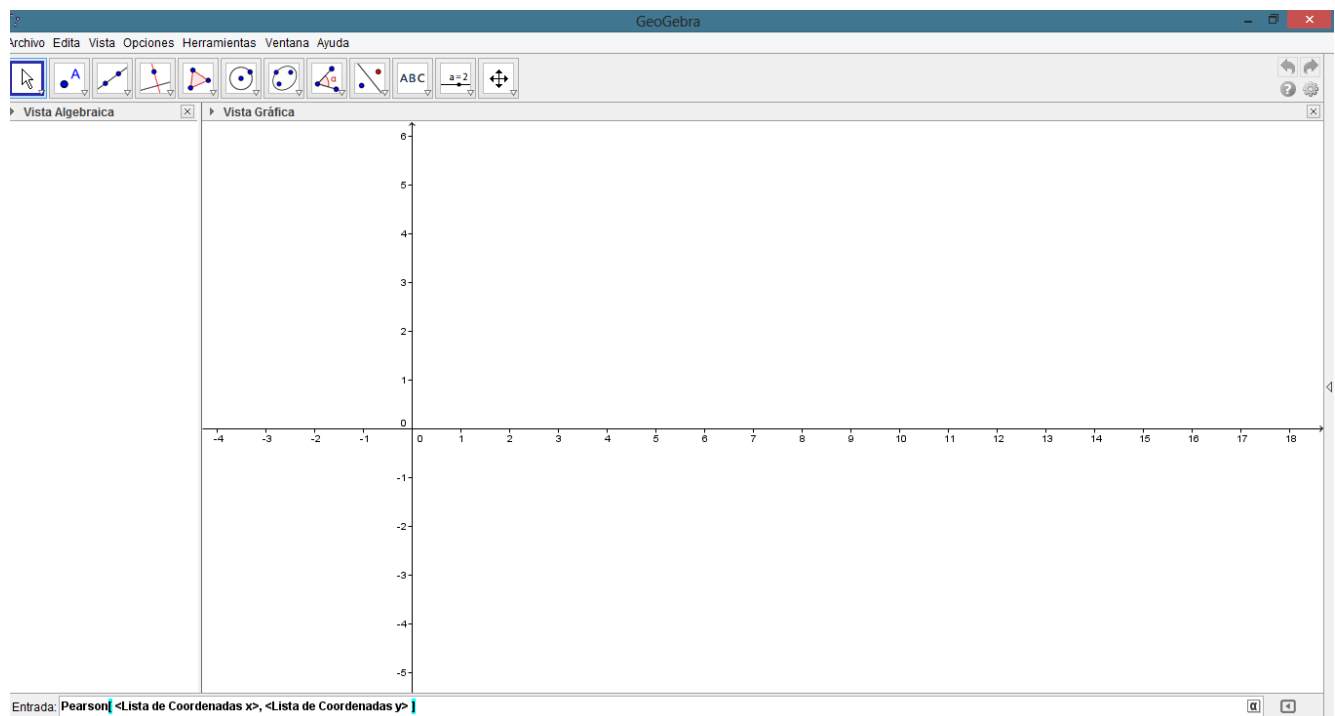 GeoGebra
Archivo Edita Vista Opciones Herramientas Ventana Ayuda
A α ABC a=2
Vista Algebraica
Vista Gráfica
6
5
4
3
2
1
0
-4 -3 -2 -1 0 1 2 3 4 5 6 7 8 9 10 11 12 13 14 15 16 17 18
-1
-2
-3
-4
-5
Entrada: Pearson[ <Lista de Coordenadas x>, <Lista de Coordenadas y> ] α